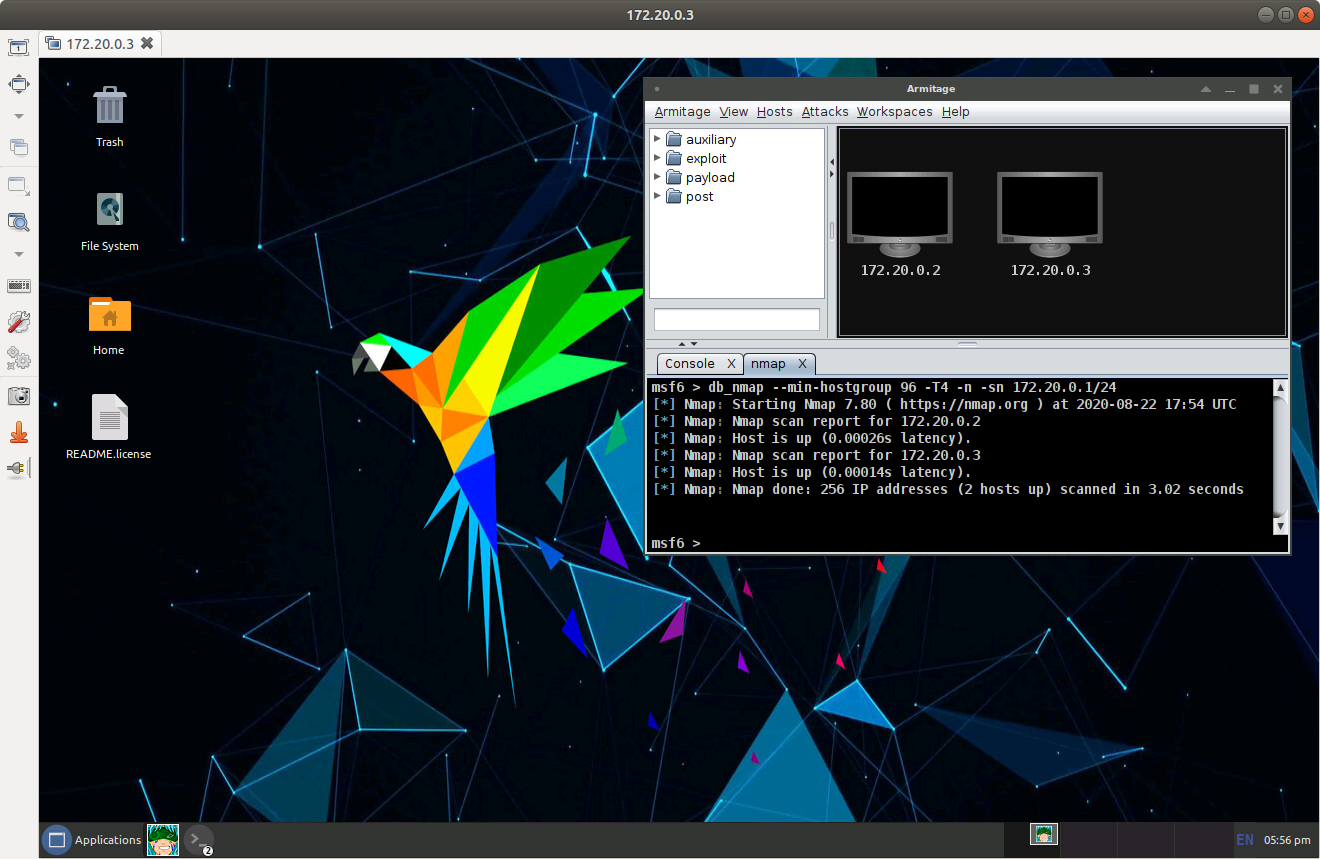 172.20.0.3
172.20.0.3
Trash
File System
Home
README.license
Armitage
Armitage View Hosts Attacks Workspaces Help
auxiliary
exploit
payload
post
172.20.0.2
172.20.0.3
Console X nmap X
msf6 > db_nmap --min-hostgroup 96 -T4 -n -sn 172.20.0.1/24
[*] Nmap: Starting Nmap 7.80 ( https://nmap.org ) at 2020-08-22 17:54 UTC
[*] Nmap: Nmap scan report for 172.20.0.2
[*] Nmap: Host is up (0.00026s latency).
[*] Nmap: Nmap scan report for 172.20.0.3
[*] Nmap: Host is up (0.00014s latency).
[*] Nmap: Nmap done: 256 IP addresses (2 hosts up) scanned in 3.02 seconds
msf6 >
Applications
2
EN
05:56 pm